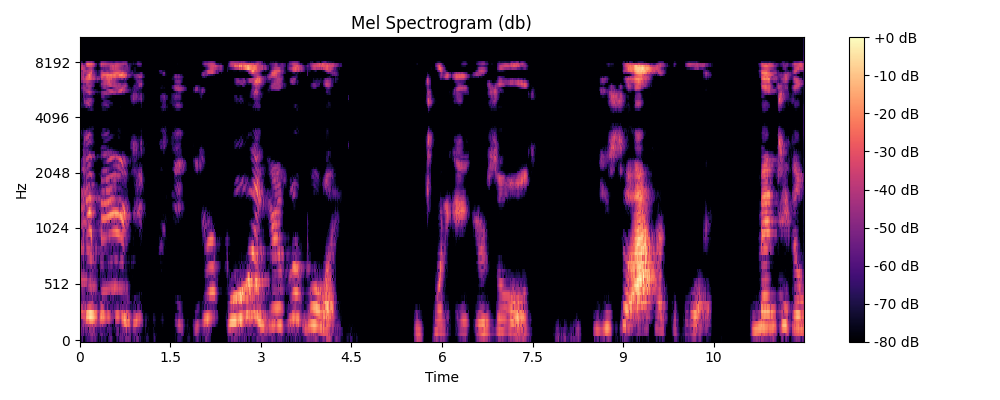 Mel Spectrogram (db)
8192
4096
2048
1024
512
0
Hz
0 1.5 3 4.5 6 7.5 9 10
Time
+0 dB
-10 dB
-20 dB
-30 dB
-40 dB
-50 dB
-60 dB
-70 dB
-80 dB